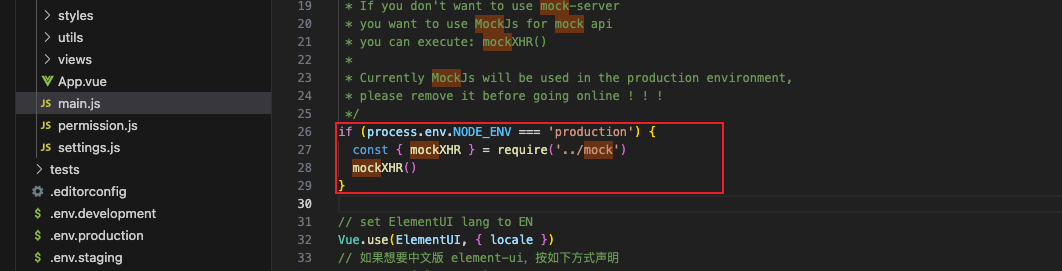 styles
utils
views
App.vue
JS main.js
JS permission.js
JS settings.js
tests
.editorconfig
$ .env.development
$ .env.production
$ .env.staging
19 * If you don't want to use mock-server
20 * you want to use MockJs for mock api
21 * you can execute: mockXHR()
22 *
23 * Currently MockJs will be used in the production environment,
24 * please remove it before going online ! ! !
25 */
26 if (process.env.NODE_ENV === 'production') {
27 const { mockXHR } = require('../mock')
28 mockXHR()
29 }
30
31 // set ElementUI lang to EN
32 Vue.use(ElementUI, { locale })
33 // 如果想要中文版 element-ui，按如下方式声明